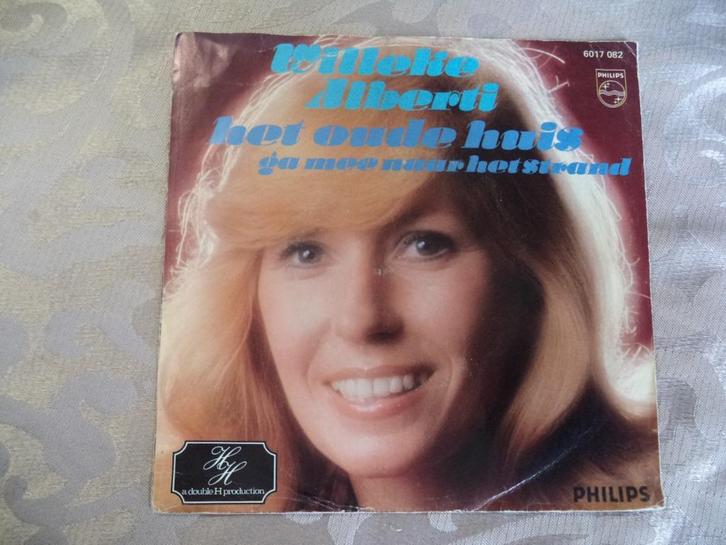 Willeke
Alberti
het oude huis
ga mee naar het strand
6017 082
PHILIPS
HH
a double H production
PHILIPS